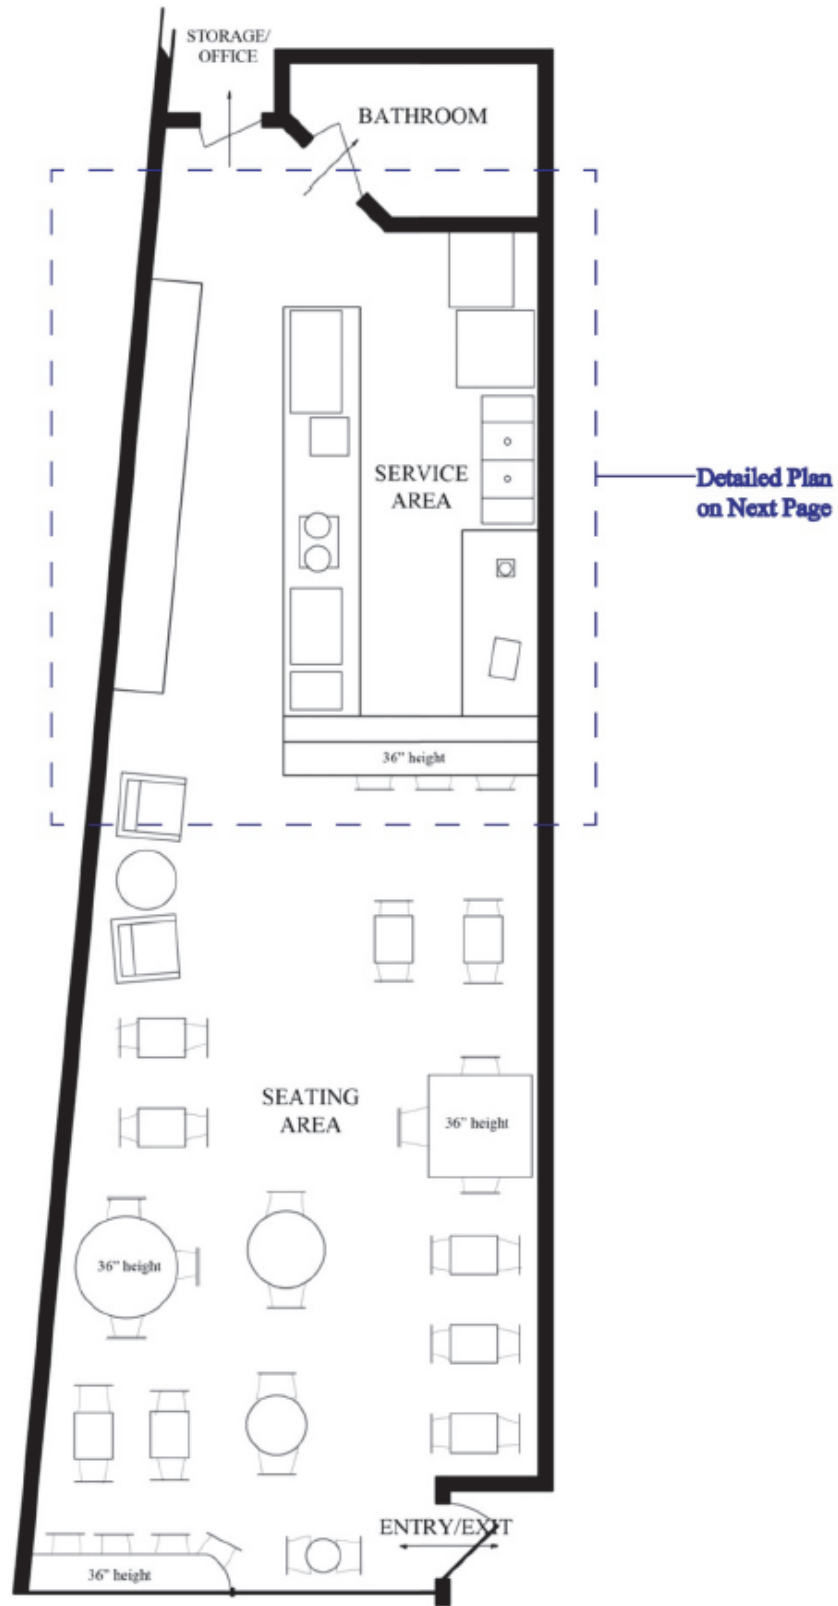 STORAGE/
OFFICE
BATHROOM
SERVICE
AREA
Detailed Plan
on Next Page
36” height
SEATING
AREA
36” height
36” height
ENTRY/EXIT
36” height